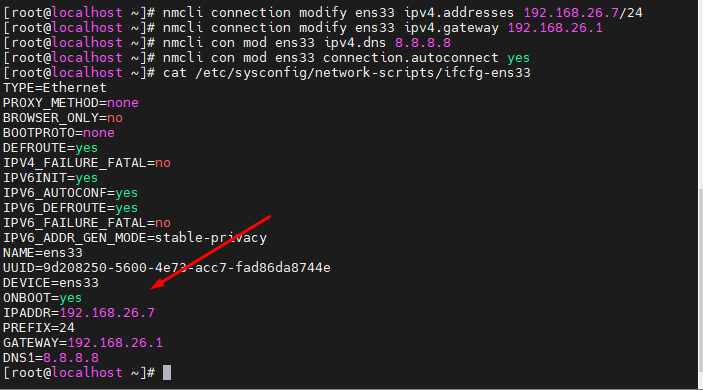 [root@localhost ~]# nmcli connection modify ens33 ipv4.addresses 192.168.26.7/24
[root@localhost ~]# nmcli connection modify ens33 ipv4.gateway 192.168.26.1
[root@localhost ~]# nmcli con mod ens33 ipv4.dns 8.8.8.8
[root@localhost ~]# nmcli con mod ens33 connection.autoconnect yes
[root@localhost ~]# cat /etc/sysconfig/network-scripts/ifcfg-ens33
TYPE=Ethernet
PROXY_METHOD=none
BROWSER_ONLY=no
BOOTPROTO=none
DEFROUTE=yes
IPV4_FAILURE_FATAL=no
IPV6INIT=yes
IPV6_AUTOCONF=yes
IPV6_DEFROUTE=yes
IPV6_FAILURE_FATAL=no
IPV6_ADDR_GEN_MODE=stable-privacy
NAME=ens33
UUID=9d208250-5600-4e73-acc7-fad86da8744e
DEVICE=ens33
ONBOOT=yes
IPADDR=192.168.26.7
PREFIX=24
GATEWAY=192.168.26.1
DNS1=8.8.8.8
[root@localhost ~]#